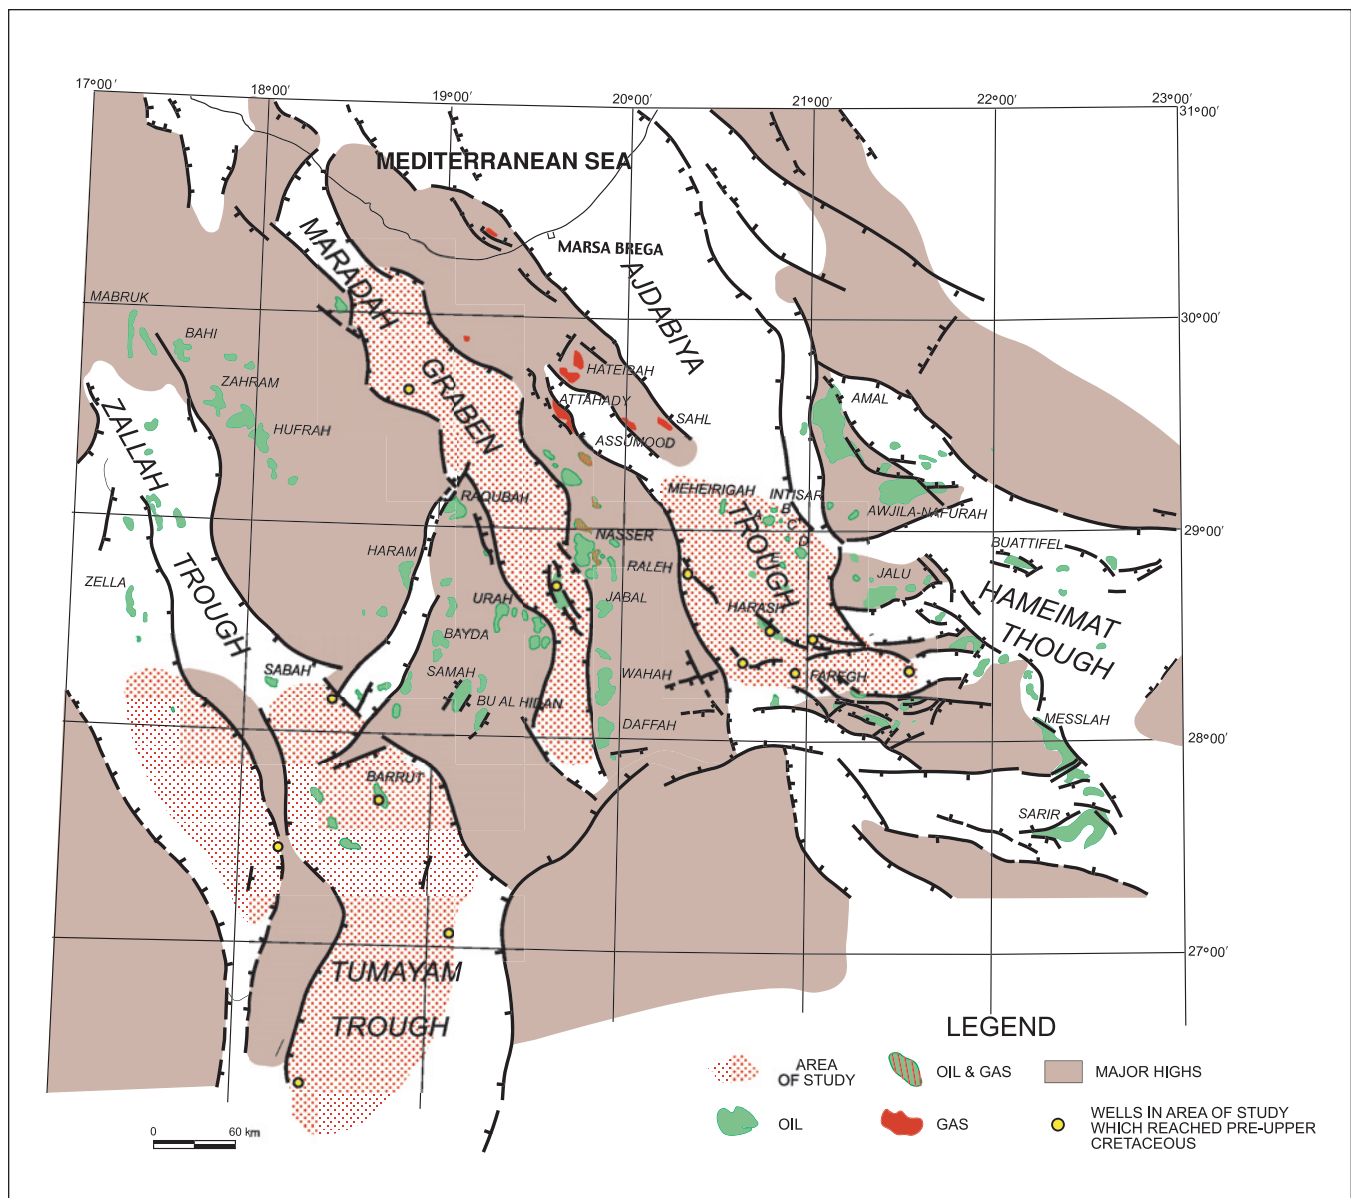 17°00'
18°00'
19°00'
20°00'
21°00'
22°00'
23°00'
31°00'
MEDITERRANEAN SEA
MARSA BREGA
MARADAH
AJDABIYA
MABRUK
30°00'
BAHI
HATEIBAH
ZAHRAM
GRABEN
ATTAHADY
AMAL
ZALLAH
HUFRAH
SAHL
ASSUMOOD
MEHEIRIGAH
INTISAR
RAQUBAH
A
B
C
D
AWJILA-NAFURAH
TROUGH
29°00'
NASSER
BUATTIFEL
HARAM
RALEH
JALU
ZELLA
TROUGH
URAH
JABAL
HARASH
HAMEIMAT
THOUGH
BAYDA
SABAH
SAMAH
WAHAH
FAREGH
BU AL HIDAN
DAFFAH
MESSLAH
28°00'
BARRUT
SARIR
27°00'
TUMAYAM
TROUGH
LEGEND
AREA
OF STUDY
OIL & GAS
MAJOR HIGHS
OIL
GAS
WELLS IN AREA OF STUDY
WHICH REACHED PRE-UPPER
CRETACEOUS
0
60 km